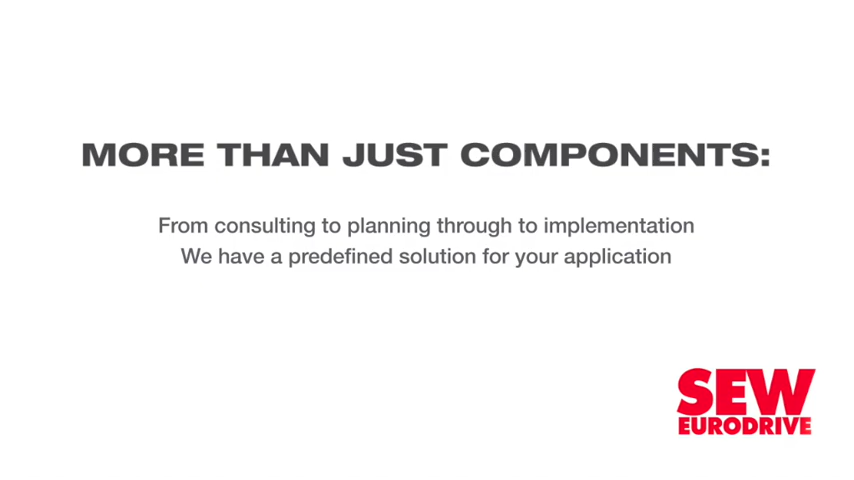 MORE THAN JUST COMPONENTS:
From consulting to planning through to implementation
We have a predefined solution for your application
SEW
EURODRIVE